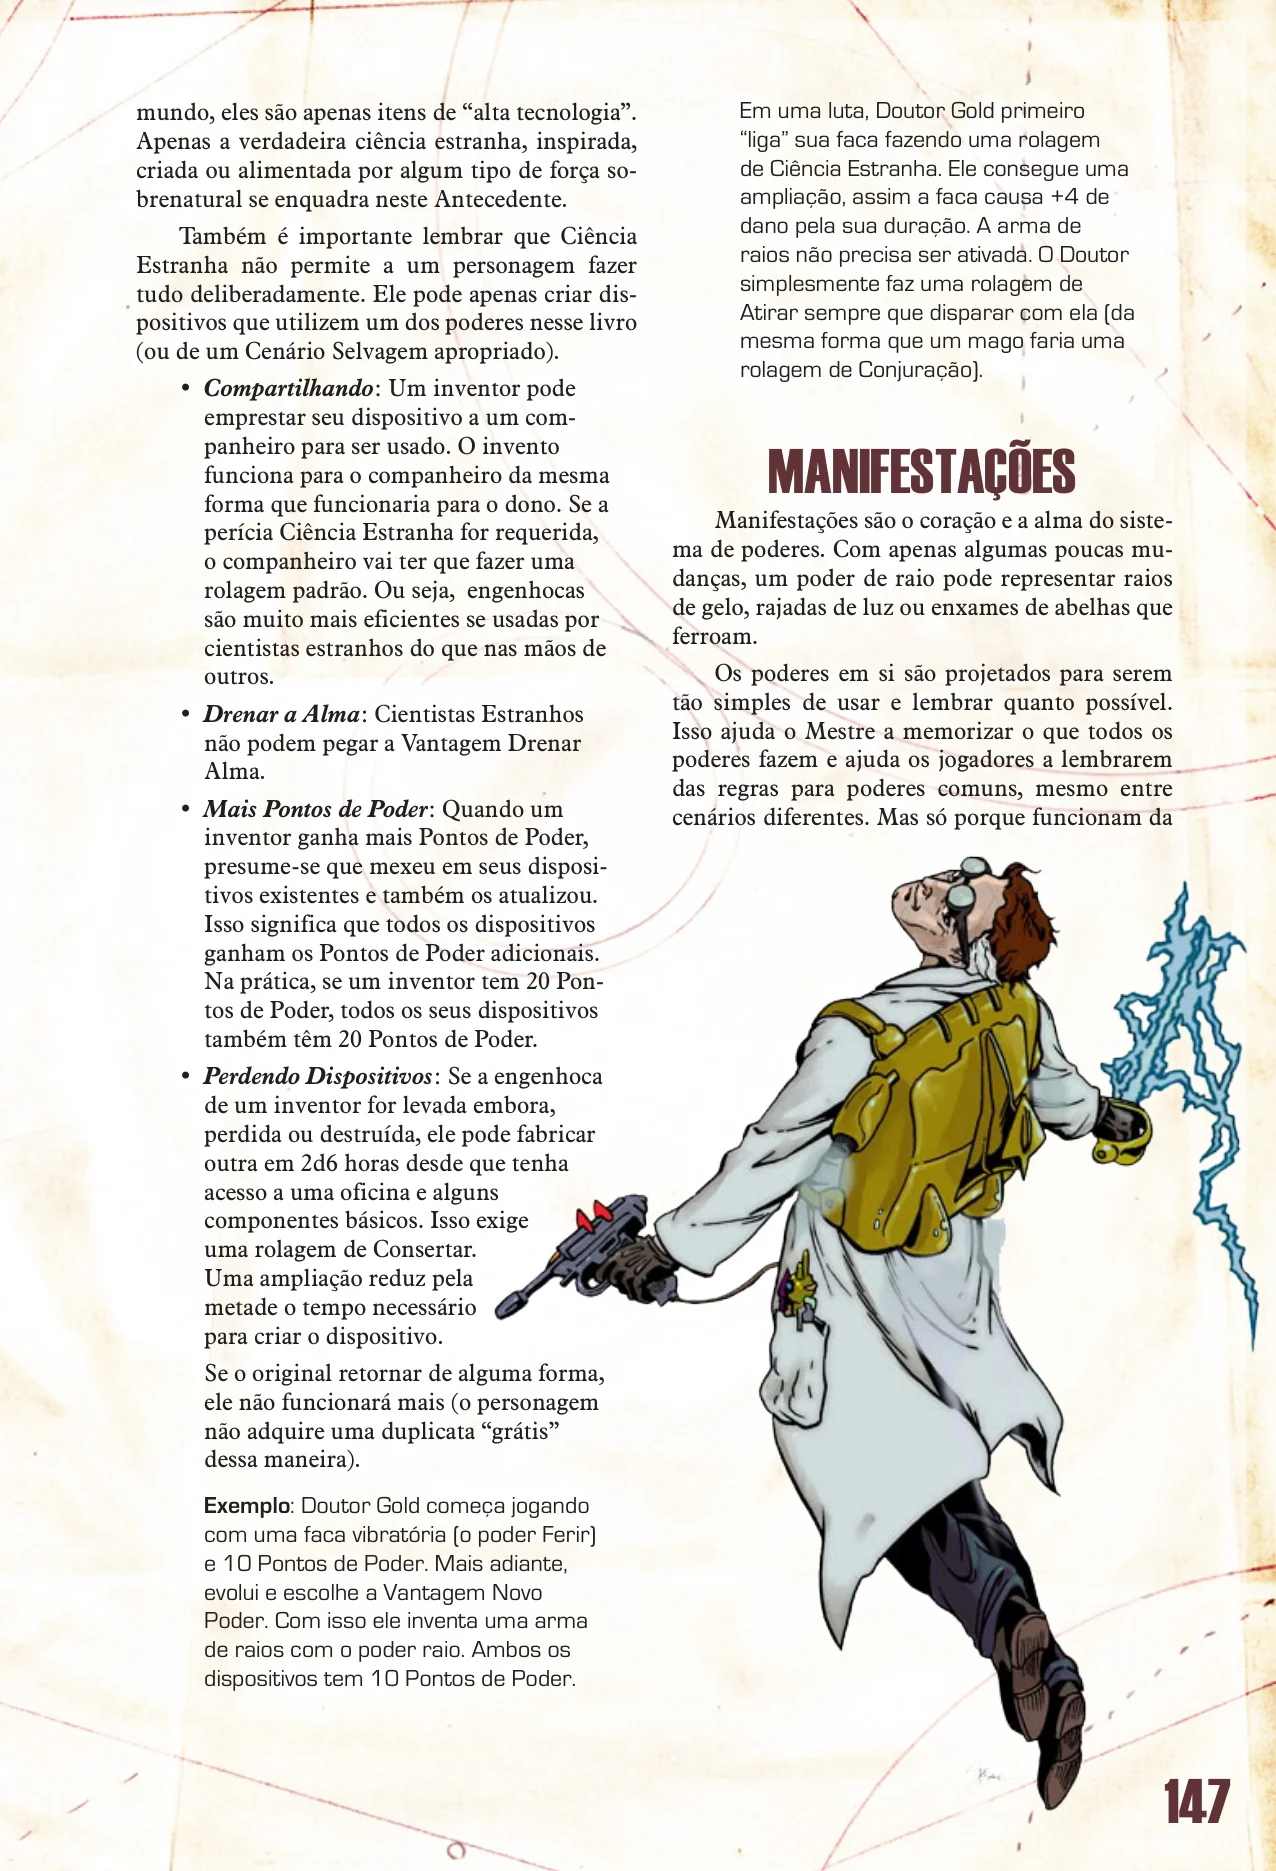 mundo, eles são apenas itens de “alta tecnologia”.
Apenas a verdadeira ciência estranha, inspirada,
criada ou alimentada por algum tipo de força so-
brenatural se enquadra neste Antecedente.
Também é importante lembrar que Ciência
Estranha não permite a um personagem fazer
tudo deliberadamente. Ele pode apenas criar dis-
positivos que utilizem um dos poderes nesse livro
(ou de um Cenário Selvagem apropriado).
• Compartilhando: Um inventor pode
emprestar seu dispositivo a um com-
panheiro para ser usado. O invento
funciona para o companheiro da mesma
forma que funcionaria para o dono. Se a
perícia Ciência Estranha for requerida,
o companheiro vai ter que fazer uma
rolagem padrão. Ou seja, engenhocas
são muito mais eficientes se usadas por
cientistas estranhos do que nas mãos de
outros.
• Drenar a Alma: Cientistas Estranhos
não podem pegar a Vantagem Drenar
Alma.
• Mais Pontos de Poder: Quando um
inventor ganha mais Pontos de Poder,
presume-se que mexeu em seus disposi-
tivos existentes e também os atualizou.
Isso significa que todos os dispositivos
ganham os Pontos de Poder adicionais.
Na prática, se um inventor tem 20 Pon-
tos de Poder, todos os seus dispositivos
também têm 20 Pontos de Poder.
• Perdendo Dispositivos: Se a engenhoca
de um inventor for levada embora,
perdida ou destruída, ele pode fabricar
outra em 2d6 horas desde que tenha
acesso a uma oficina e alguns
componentes básicos. Isso exige
uma rolagem de Consertar.
Uma ampliação reduz pela
metade o tempo necessário
para criar o dispositivo.
Se o original retornar de alguma forma,
ele não funcionará mais (o personagem
não adquire uma duplicata “grátis”
dessa maneira).
Exemplo: Doutor Gold começa jogando
com uma faca vibratória (o poder Ferir)
e 10 Pontos de Poder. Mais adiante,
evolui e escolhe a Vantagem Novo
Poder. Com isso ele inventa uma arma
de raios com o poder raio. Ambos os
dispositivos tem 10 Pontos de Poder.
Em uma luta, Doutor Gold primeiro
“liga” sua faca fazendo uma rolagem
de Ciência Estranha. Ele consegue uma
ampliação, assim a faca causa +4 de
dano pela sua duração. A arma de
raios não precisa ser ativada. O Doutor
simplesmente faz uma rolagem de
Atirar sempre que disparar com ela (da
mesma forma que um mago faria uma
rolagem de Conjuração).
MANIFESTAÇÕES
Manifestações são o coração e a alma do siste-
ma de poderes. Com apenas algumas poucas mu-
danças, um poder de raio pode representar raios
de gelo, rajadas de luz ou enxames de abelhas que
ferroam.
Os poderes em si são projetados para serem
tão simples de usar e lembrar quanto possível.
Isso ajuda o Mestre a memorizar o que todos os
poderes fazem e ajuda os jogadores a lembrarem
das regras para poderes comuns, mesmo entre
cenários diferentes. Mas só porque funcionam da
147